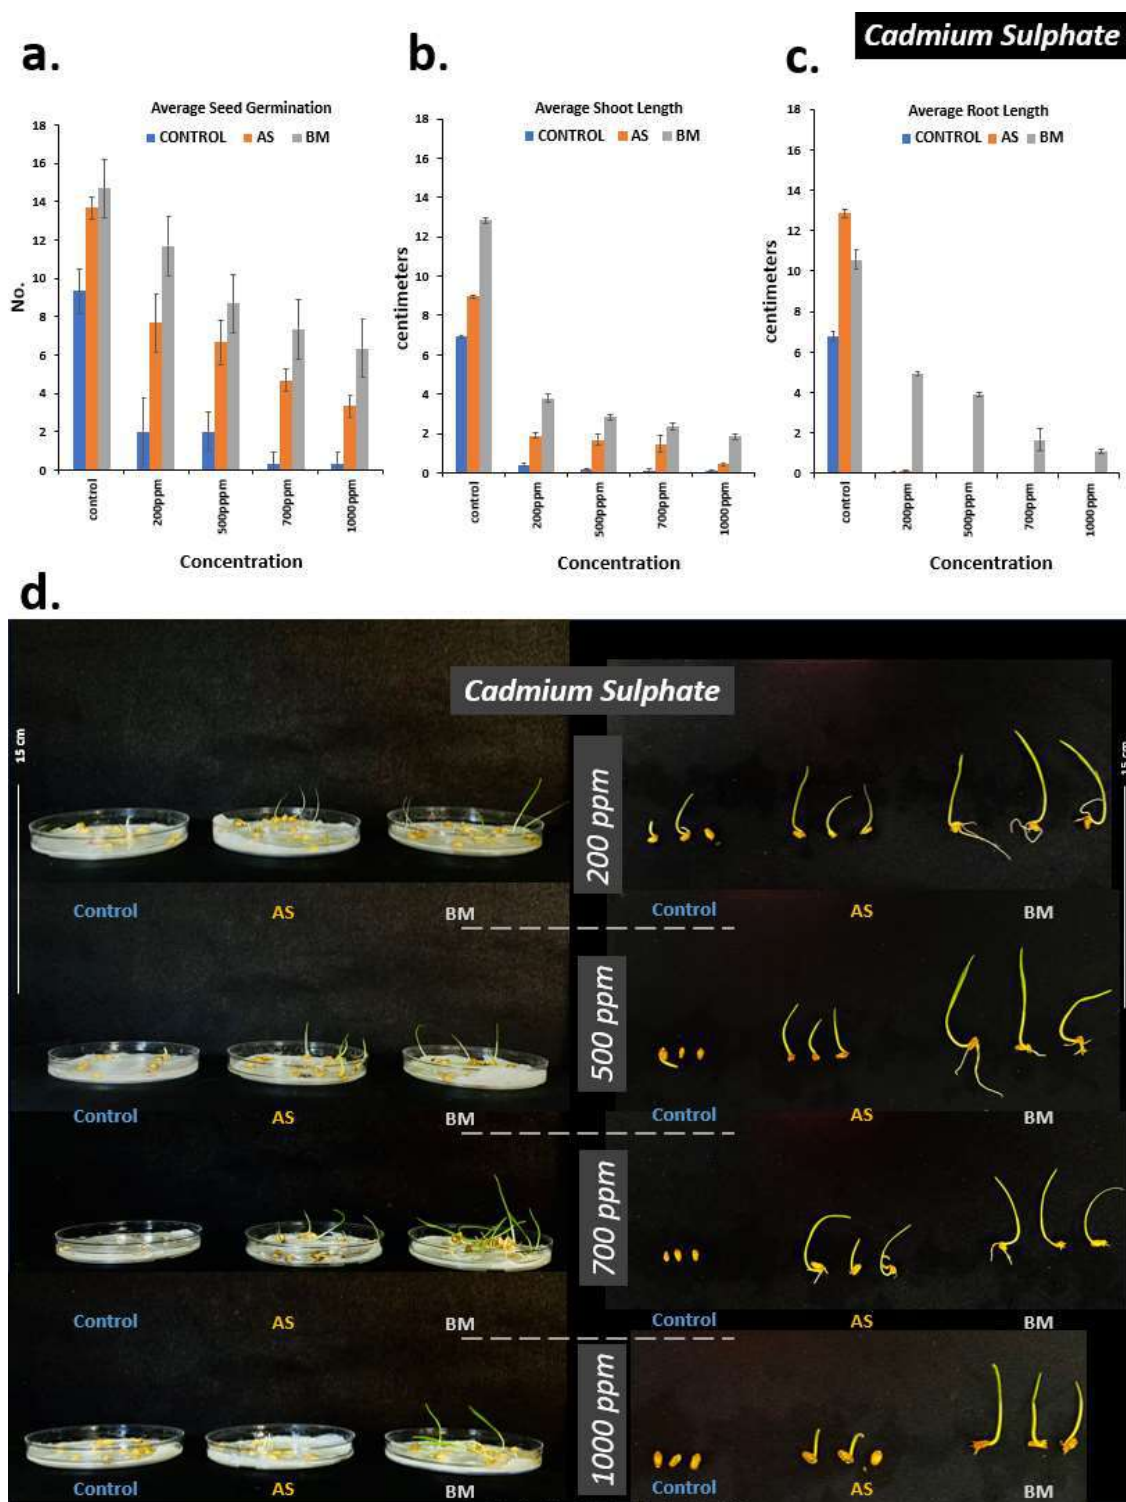 Cadmium Sulphate
a.
Average Seed Germination
CONTROL AS BM
18
16
14
12
10
8
6
4
2
0
No.
control
200ppm
500pppm
700ppm
1000ppm
Concentration
b.
Average Shoot Length
CONTROL AS BM
18
16
14
12
10
8
6
4
2
0
centimeters
control
200ppm
500ppm
700ppm
1000ppm
Concentration
c.
Average Root Length
CONTROL AS BM
18
16
14
12
10
8
6
4
2
0
centimeters
control
200ppm
500ppm
700ppm
1000ppm
Concentration
d.
Cadmium Sulphate
15 cm
15 cm
200 ppm
Control AS BM
Control AS BM
500 ppm
Control AS BM
Control AS BM
700 ppm
Control AS BM
Control AS BM
1000 ppm
Control AS BM
Control AS BM